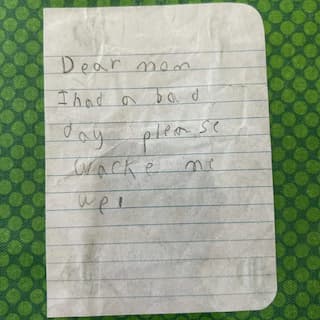 Dear mom
I had a bad
day please
wacke me
up.